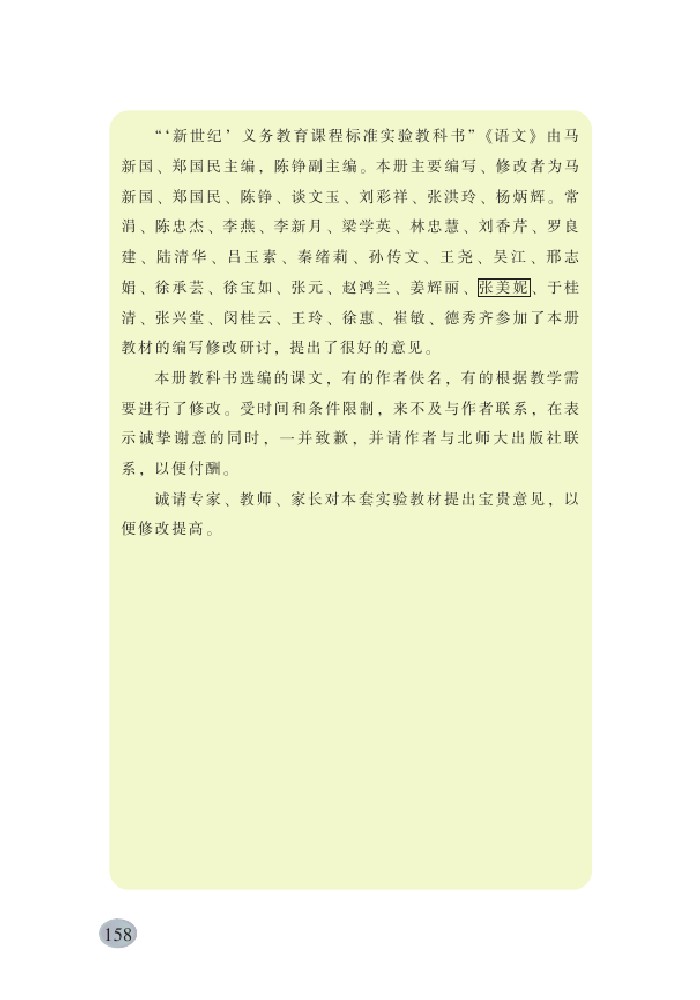 “‘新世纪’义务教育课程标准实验教科书”《语文》由马
新国、郑国民主编，陈铮副主编。本册主要编写、修改者为马
新国、郑国民、陈铮、谈文玉、刘彩祥、张洪玲、杨炳辉。常
涓、陈忠杰、李燕、李新月、梁学英、林忠慧、刘香芹、罗良
建、陆清华、吕玉素、秦绪莉、孙传文、王尧、吴江、邢志
娟、徐承芸、徐宝如、张元、赵鸿兰、姜辉丽、张美妮、于桂
清、张兴堂、闵桂云、王玲、徐惠、崔敏、德秀齐参加了本册
教材的编写修改研讨，提出了很好的意见。
本册教科书选编的课文，有的作者佚名，有的根据教学需
要进行了修改。受时间和条件限制，来不及与作者联系，在表
示诚挚谢意的同时，一并致歉，并请作者与北师大出版社联
系，以便付酬。
诚请专家、教师、家长对本套实验教材提出宝贵意见，以
便修改提高。
158